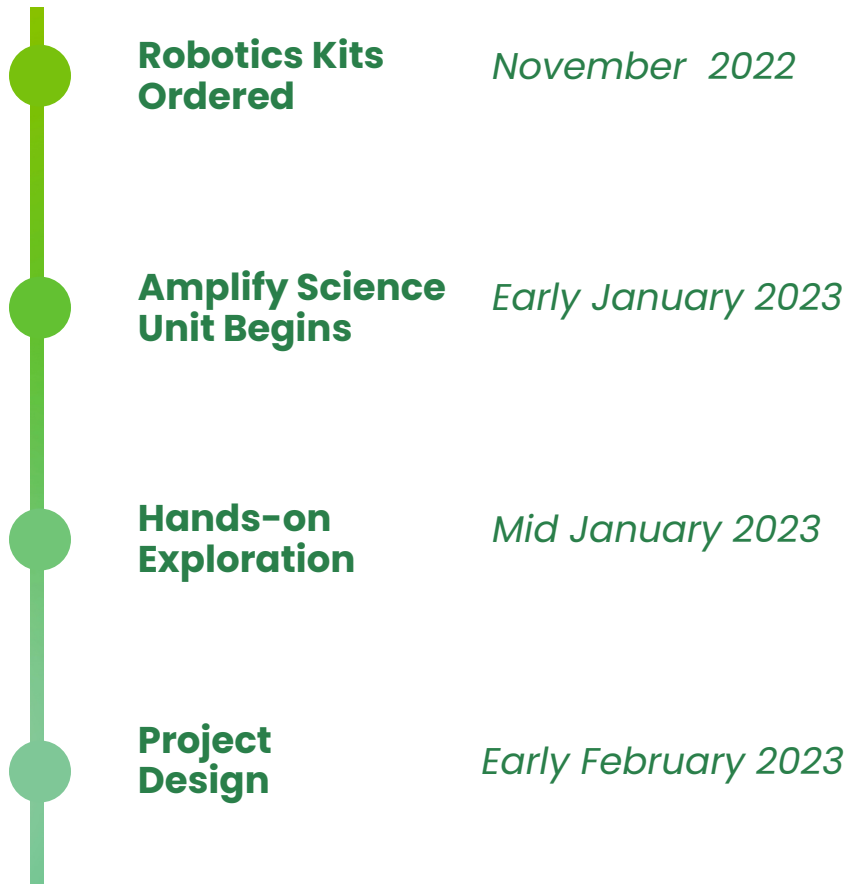 Robotics Kits
Ordered
November 2022
Amplify Science
Unit Begins
Early January 2023
Hands-on
Exploration
Mid January 2023
Project
Design
Early February 2023